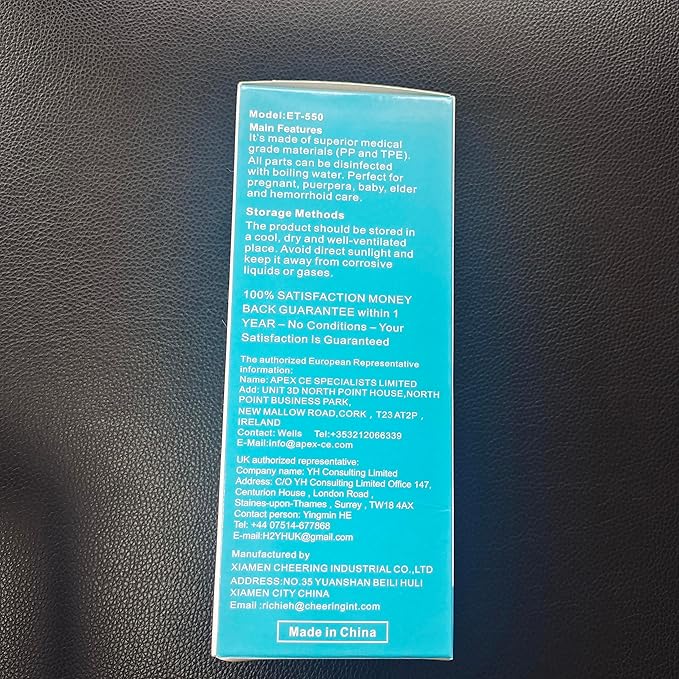 Model:ET-550
Main Features
It's made of superior medical
grade materials (PP and TPE).
All parts can be disinfected
with boiling water. Perfect for
pregnant, puerpera, baby, elder
and hemorrhoid care.
Storage Methods
The product should be stored in
a cool, dry and well-ventilated
place. Avoid direct sunlight and
keep it away from corrosive
liquids or gases.
100% SATISFACTION MONEY
BACK GUARANTEE within 1
YEAR – No Conditions – Your
Satisfaction Is Guaranteed
The authorized European Representative
information:
Name: APEX CE SPECIALISTS LIMITED
Add: UNIT 3D NORTH POINT HOUSE,NORTH
POINT BUSINESS PARK,
NEW MALLOW ROAD,CORK , T23 AT2P ,
IRELAND
Contact: Wells Tel:+353212066339
E-Mail:info@apex-ce.com
UK authorized representative:
Company name: YH Consulting Limited
Address: C/O YH Consulting Limited Office 147,
Centurion House , London Road ,
Staines-upon-Thames , Surrey , TW18 4AX
Contact person: Yingmin HE
Tel: +44 07514-677868
E-mail:H2YHUK@gmail.com
Manufactured by
XIAMEN CHEERING INDUSTRIAL CO.,LTD
ADDRESS:NO.35 YUANSHAN BEILI HULI
XIAMEN CITY CHINA
Email :richieh@cheeringint.com
Made in China